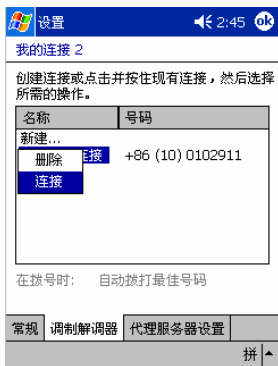 设置 2:45 ok
我的连接 2
创建连接或点击并按住现有连接，然后选择
所需的操作。
名称 号码
新建...
接 +86 (10) 0102911
删除
连接
在拨号时: 自动拨打最佳号码
常规 调制解调器 代理服务器设置
拼